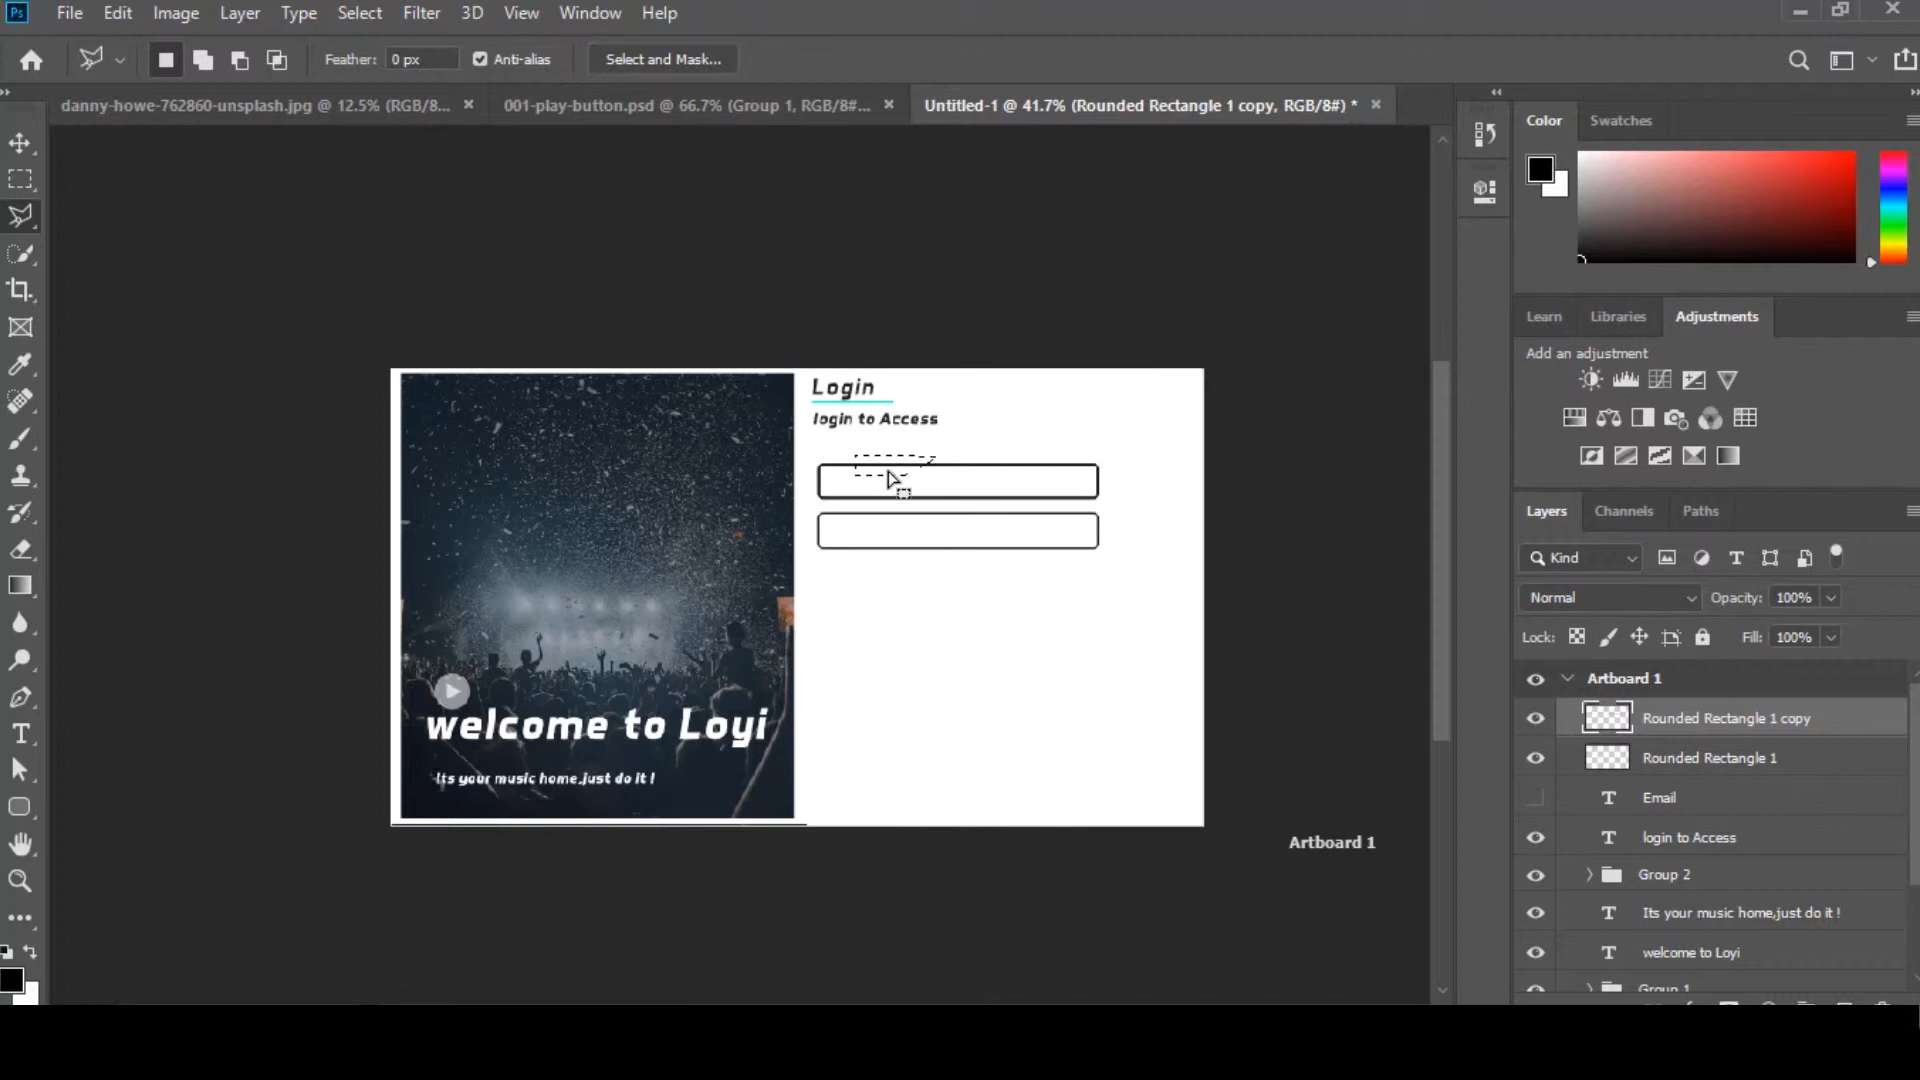 Ps File Edit Image Layer Type Select Filter 3D View Window Help
Feather: 0 px Anti-alias Select and Mask...
danny-howe-762860-unsplash.jpg @ 12.5% (RGB/8... 001-play-button.psd @ 66.7% (Group 1, RGB/8#... Untitled-1 @ 41.7% (Rounded Rectangle 1 copy, RGB/8#) *
Color Swatches
Learn Libraries Adjustments
Add an adjustment
Login
login to Access
welcome to Loyi
Its your music home,just do it !
Artboard 1
Layers Channels Paths
Kind
Normal Opacity: 100%
Lock: Fill: 100%
Artboard 1
Rounded Rectangle 1 copy
Rounded Rectangle 1
Email
login to Access
Group 2
Its your music home,just do it !
welcome to Loyi
Group 1